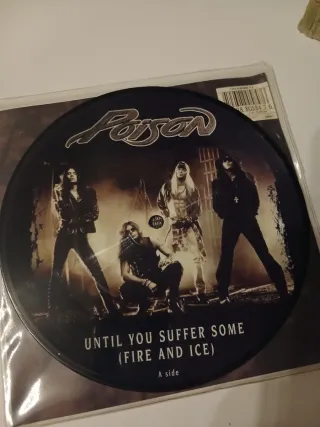 POISON
UNTIL YOU SUFFER SOME
(FIRE AND ICE)
A side